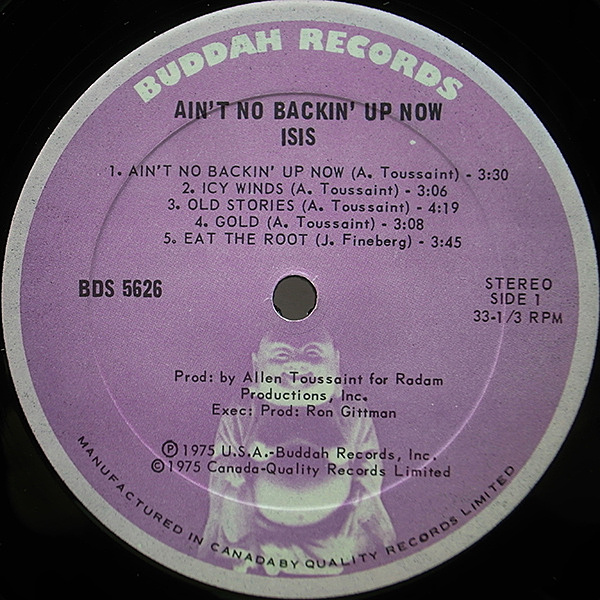 BUDDAH RECORDS
AIN'T NO BACKIN' UP NOW
ISIS
1. AIN'T NO BACKIN' UP NOW (A. Toussaint) - 3:30
2. ICY WINDS (A. Toussaint) - 3:06
3. OLD STORIES (A. Toussaint) - 4:19
4. GOLD (A. Toussaint) - 3:08
5. EAT THE ROOT (J. Fineberg) - 3:45
BDS 5626
STEREO
SIDE 1
33-1/3 RPM
Prod: by Allen Toussaint for Radam
Productions, Inc.
Exec: Prod: Ron Gittman
Ⓟ1975 U.S.A.-Buddah Records, Inc.
©1975 Canada-Quality Records Limited
MANUFACTURED IN CANADA BY QUALITY RECORDS LIMITED